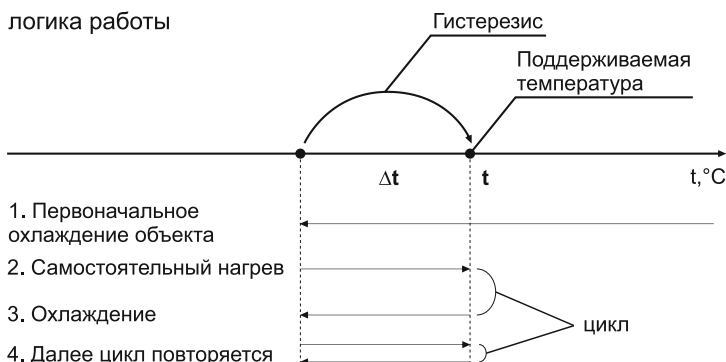 логика работы
Гистерезис
Поддерживаемая
температура
Δt
t
t,°C
1. Первоначальное
охлаждение объекта
2. Самостоятельный нагрев
3. Охлаждение
цикл
4. Далее цикл повторяется